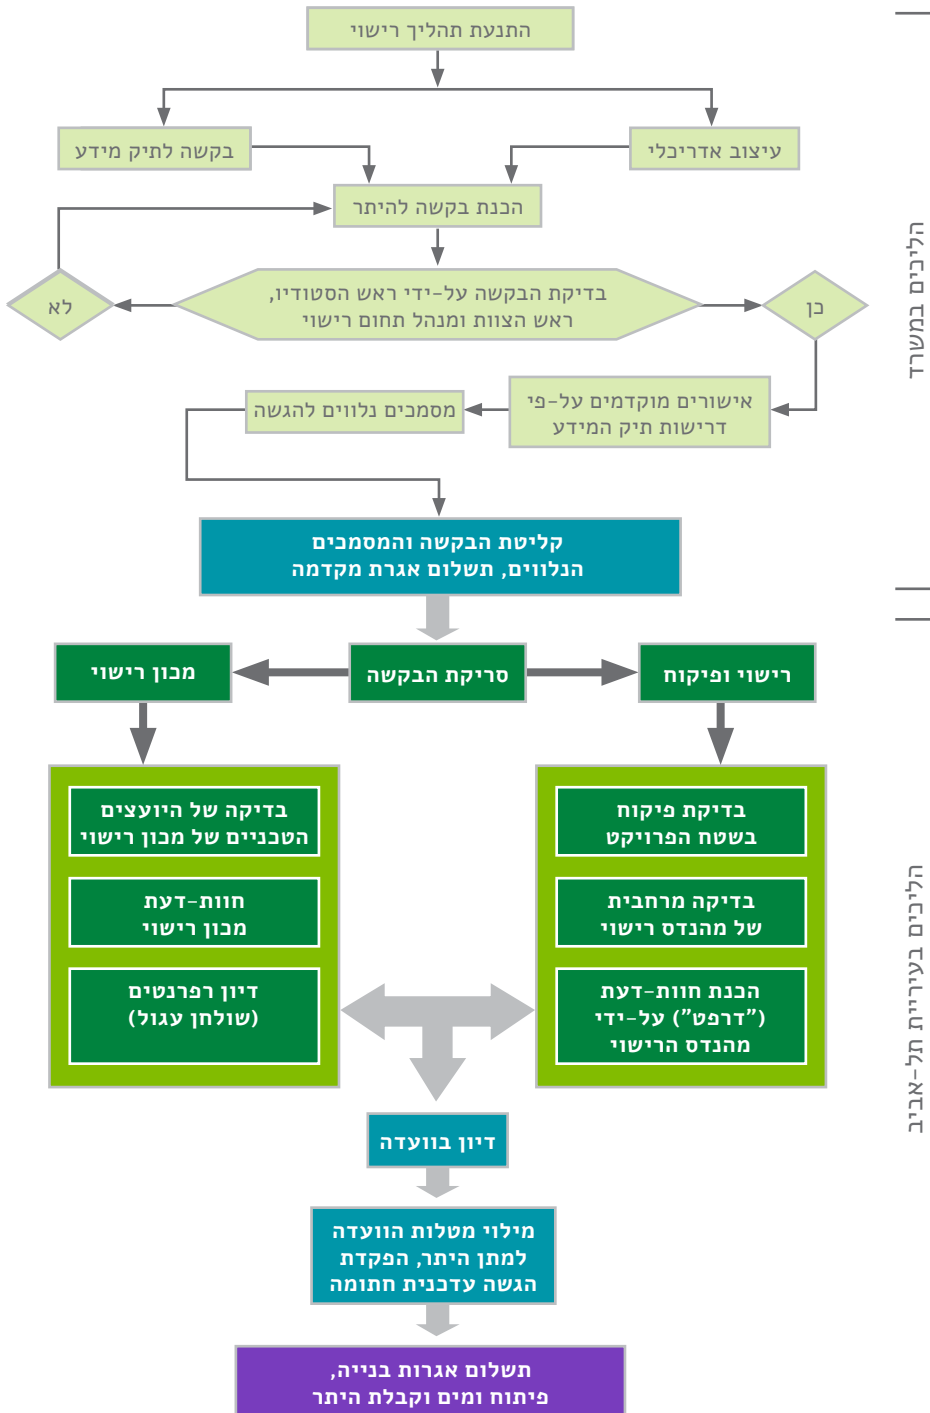 התנעת תהליך רישוי
עיצוב אדריכלי
בקשה לתיק מידע
הכנת בקשה להיתר
בדיקת הבקשה על-ידי ראש הסטודיו,
ראש הצוות ומנהל תחום רישוי
כן
לא
אישורים מוקדמים על-פי
דרישות תיק המידע
מסמכים נלווים להגשה
הליכים במשרד
קליטת הבקשה והמסמכים
הנלווים, תשלום אגרת מקדמה
רישוי ופיקוח
סריקת הבקשה
מכון רישוי
בדיקת פיקוח
בשטח הפרויקט
בדיקה מרחבית
של מהנדס רישוי
הכנת חוות-דעת
("דרפט") על-ידי
מהנדס הרישוי
בדיקה של היועצים
הטכניים של מכון רישוי
חוות-דעת
מכון רישוי
דיון רפרנטים
(שולחן עגול)
הליכים בעיריית תל-אביב
דיון בוועדה
מילוי מטלות הוועדה
למתן היתר, הפקדת
הגשה עדכנית חתומה
תשלום אגרות בנייה,
פיתוח ומים וקבלת היתר